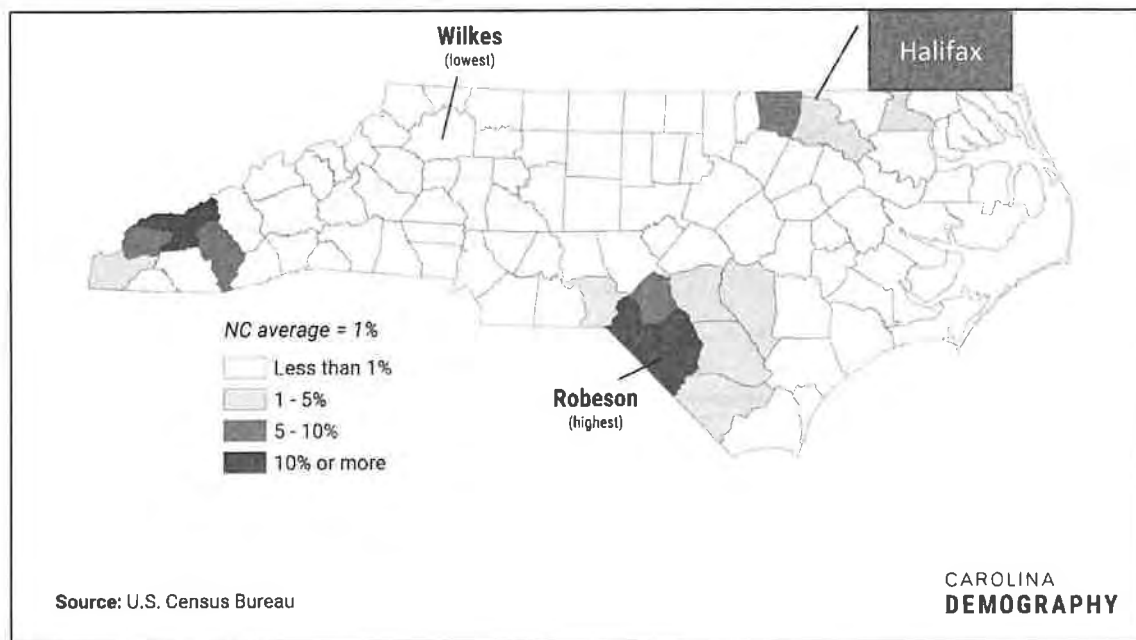 Wilkes
(lowest)
Halifax
NC average = 1%
Less than 1%
1 - 5%
5 - 10%
10% or more
Robeson
(highest)
Source: U.S. Census Bureau
CAROLINA
DEMOGRAPHY